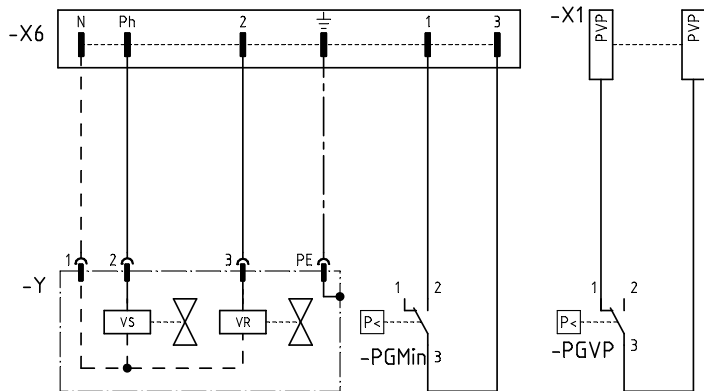 N Ph 2 1 3
-X6
-X1 PVP PVP
1 2 3 PE
-Y
VS VR
1 2
P<
-PGMin 3
1 2
P<
-PGVP 3